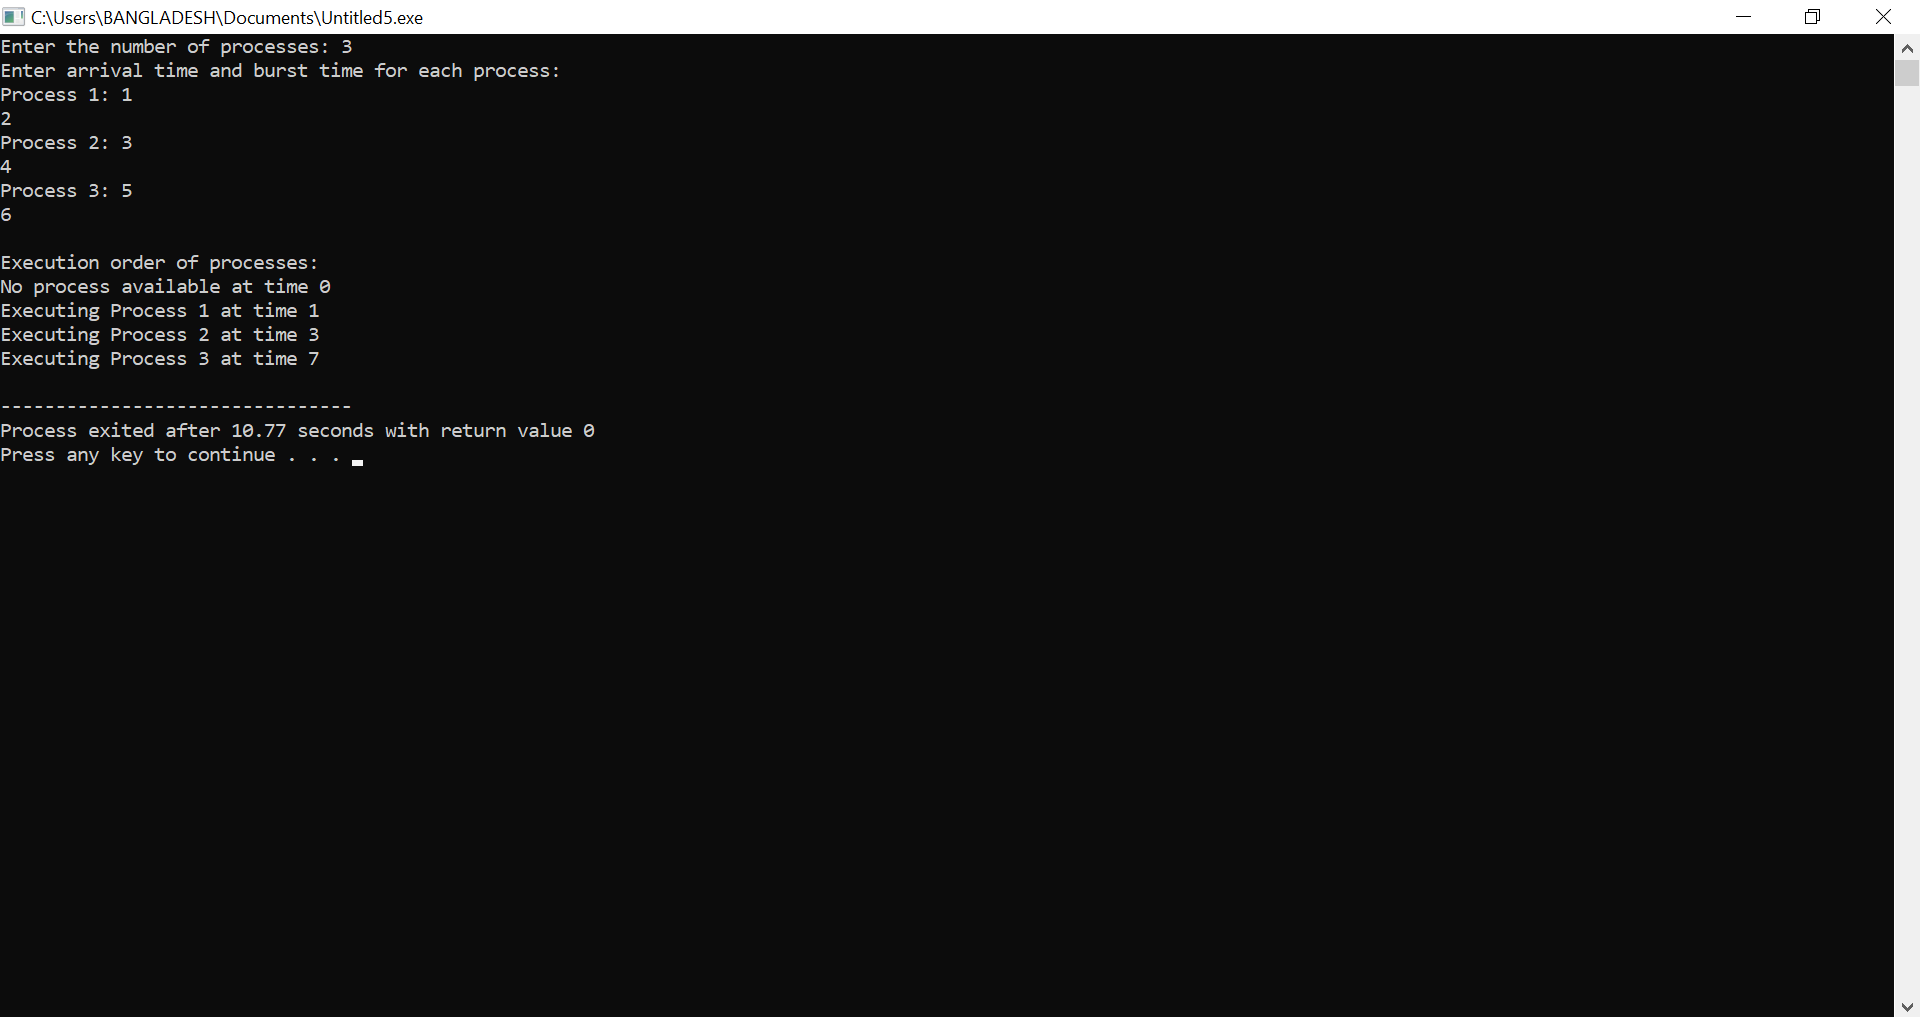 C:\Users\BANGLADESH\Documents\Untitled5.exe
Enter the number of processes: 3
Enter arrival time and burst time for each process:
Process 1: 1
2
Process 2: 3
4
Process 3: 5
6
Execution order of processes:
No process available at time 0
Executing Process 1 at time 1
Executing Process 2 at time 3
Executing Process 3 at time 7
--------------------------------
Process exited after 10.77 seconds with return value 0
Press any key to continue . . .